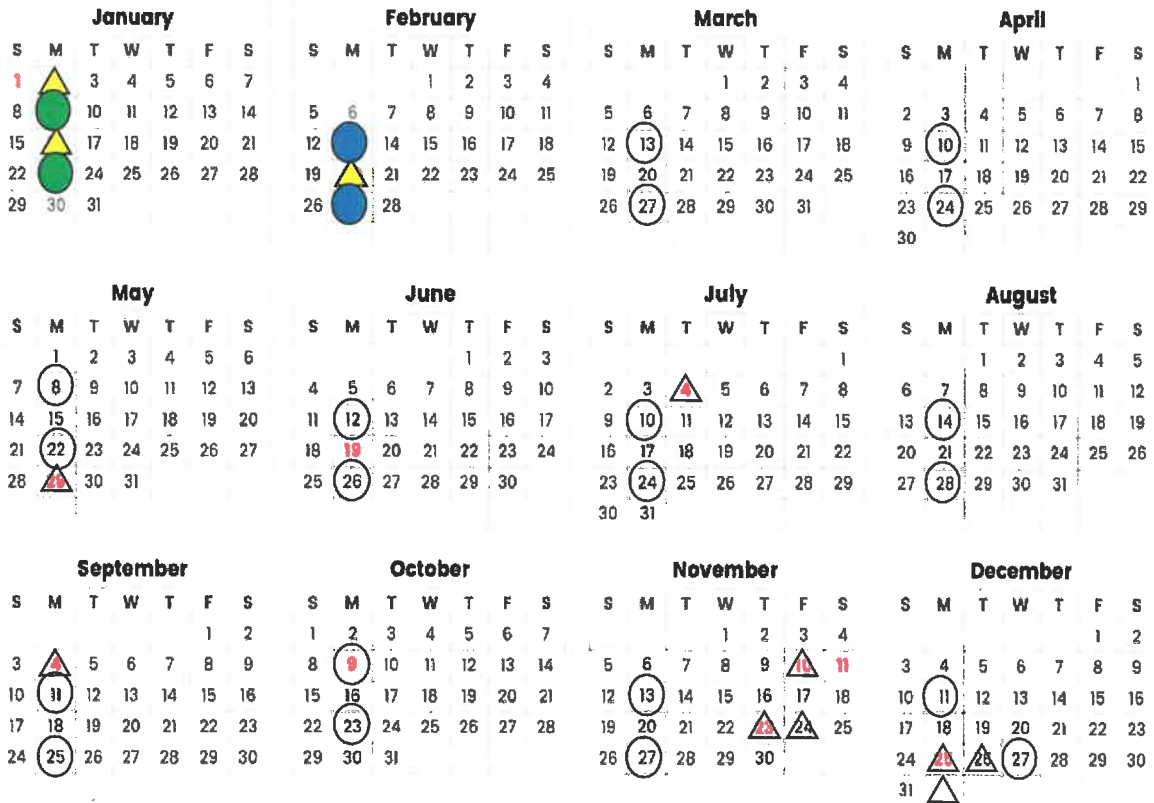 January
S M T W T F S
1 3 4 5 6 7
8 10 11 12 13 14
15 17 18 19 20 21
22 24 25 26 27 28
29 30 31
February
S M T W T F S
1 2 3 4
5 6 7 8 9 10 11
12 14 15 16 17 18
19 21 22 23 24 25
26 28
March
S M T W T F S
1 2 3 4
5 6 7 8 9 10 11
12 13 14 15 16 17 18
19 20 21 22 23 24 25
26 27 28 29 30 31
April
S M T W T F S
1
2 3 4 5 6 7 8
9 10 11 12 13 14 15
16 17 18 19 20 21 22
23 24 25 26 27 28 29
30
May
S M T W T F S
1 2 3 4 5 6
7 8 9 10 11 12 13
14 15 16 17 18 19 20
21 22 23 24 25 26 27
28 29 30 31
June
S M T W T F S
1 2 3
4 5 6 7 8 9 10
11 12 13 14 15 16 17
18 19 20 21 22 23 24
25 26 27 28 29 30
July
S M T W T F S
1
2 3 4 5 6 7 8
9 10 11 12 13 14 15
16 17 18 19 20 21 22
23 24 25 26 27 28 29
30 31
August
S M T W T F S
1 2 3 4 5
6 7 8 9 10 11 12
13 14 15 16 17 18 19
20 21 22 23 24 25 26
27 28 29 30 31
September
S M T W T F S
1 2
3 4 5 6 7 8 9
10 11 12 13 14 15 16
17 18 19 20 21 22 23
24 25 26 27 28 29 30
October
S M T W T F S
1 2 3 4 5 6 7
8 9 10 11 12 13 14
15 16 17 18 19 20 21
22 23 24 25 26 27 28
29 30 31
November
S M T W T F S
1 2 3 4
5 6 7 8 9 10 11
12 13 14 15 16 17 18
19 20 21 22 23 24 25
26 27 28 29 30
December
S M T W T F S
1 2
3 4 5 6 7 8 9
10 11 12 13 14 15 16
17 18 19 20 21 22 23
24 25 26 27 28 29 30
31